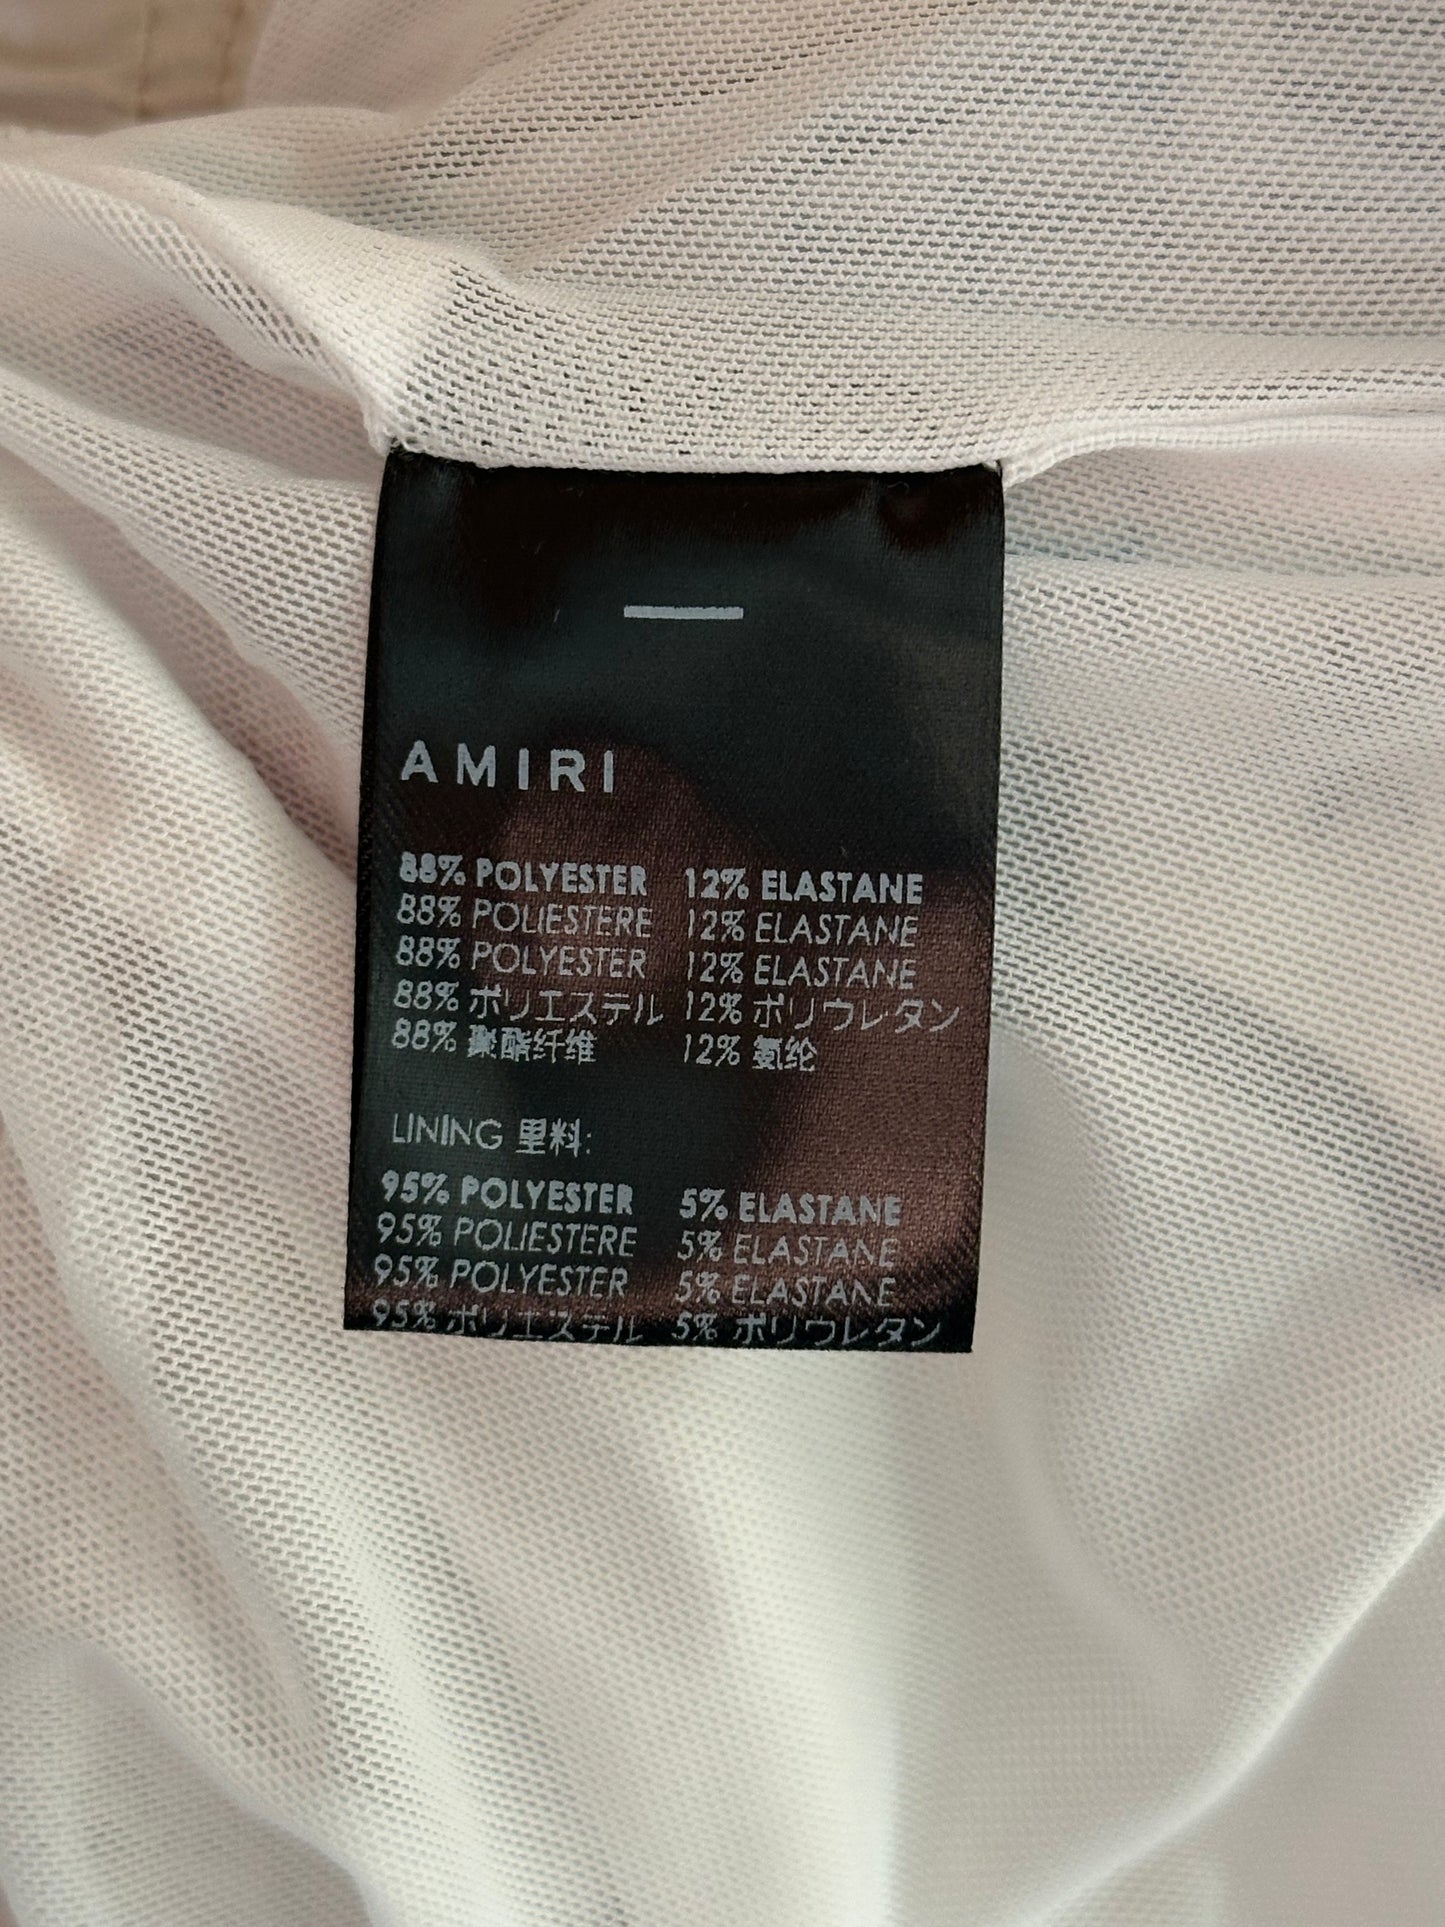 AMIRI
88% POLYESTER 12% ELASTANE
88% POLIESTERE 12% ELASTANE
88% POLYESTER 12% ELASTANE
88% ポリエステル 12% ポリウレタン
88% 聚酯纤维 12% 氨纶
LINING 里料:
95% POLYESTER 5% ELASTANE
95% POLIESTERE 5% ELASTANE
95% POLYESTER 5% ELASTANE
95% ポリエステル 5% ポリウレタン